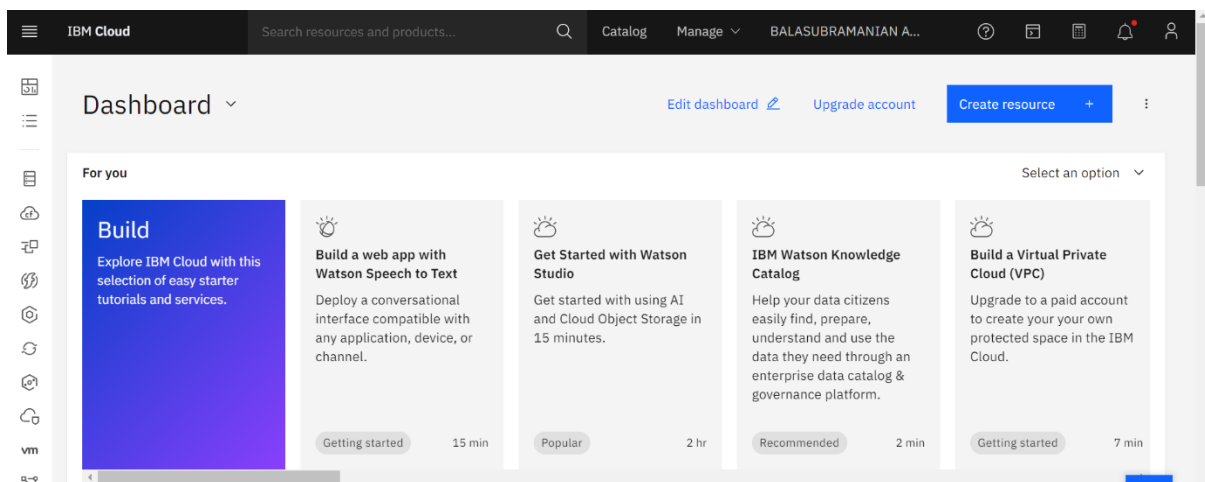 IBM Cloud
Search resources and products...
Catalog
Manage
BALASUBRAMANIAN A...
Dashboard
Edit dashboard
Upgrade account
Create resource +
For you
Select an option
Build
Explore IBM Cloud with this
selection of easy starter
tutorials and services.
Build a web app with
Watson Speech to Text
Deploy a conversational
interface compatible with
any application, device, or
channel.
Getting started
15 min
Get Started with Watson
Studio
Get started with using AI
and Cloud Object Storage in
15 minutes.
Popular
2 hr
IBM Watson Knowledge
Catalog
Help your data citizens
easily find, prepare,
understand and use the
data they need through an
enterprise data catalog &
governance platform.
Recommended
2 min
Build a Virtual Private
Cloud (VPC)
Upgrade to a paid account
to create your your own
protected space in the IBM
Cloud.
Getting started
7 min
cf
vm